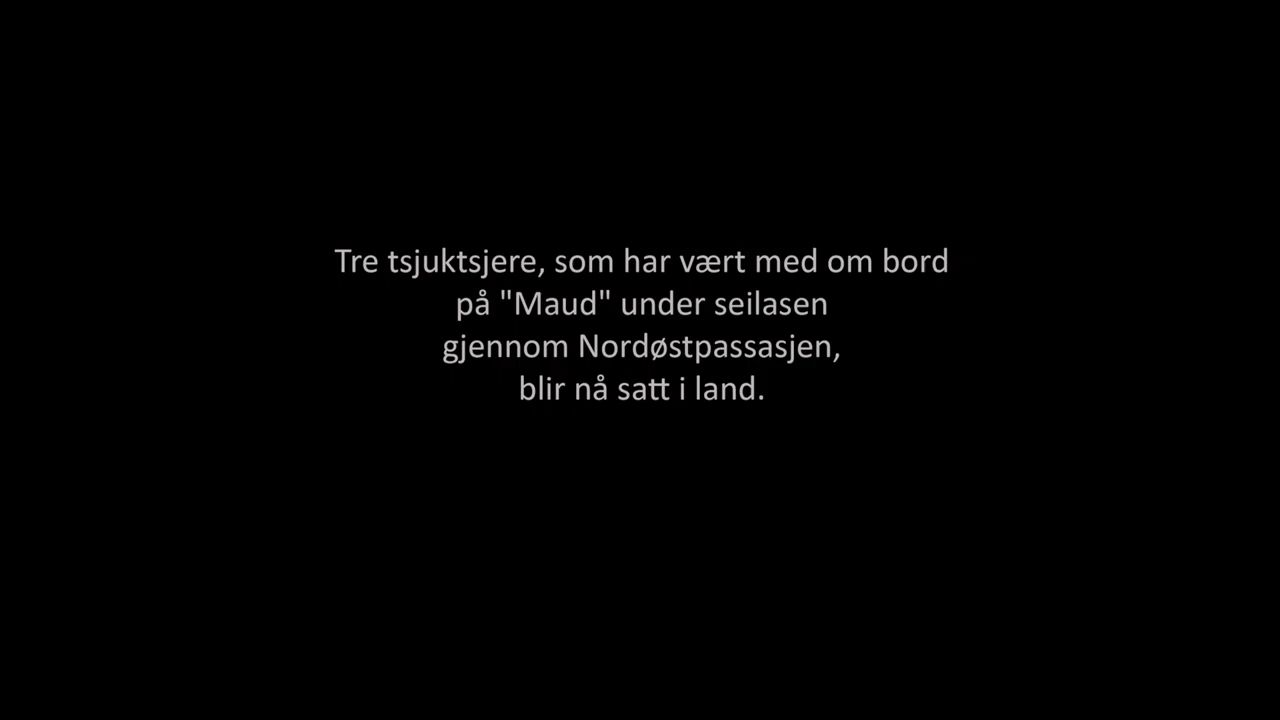 Tre tsjuktsjere, som har vært med om bord
på "Maud" under seilasen
gjennom Nordøstpassasjen,
blir nå satt i land.